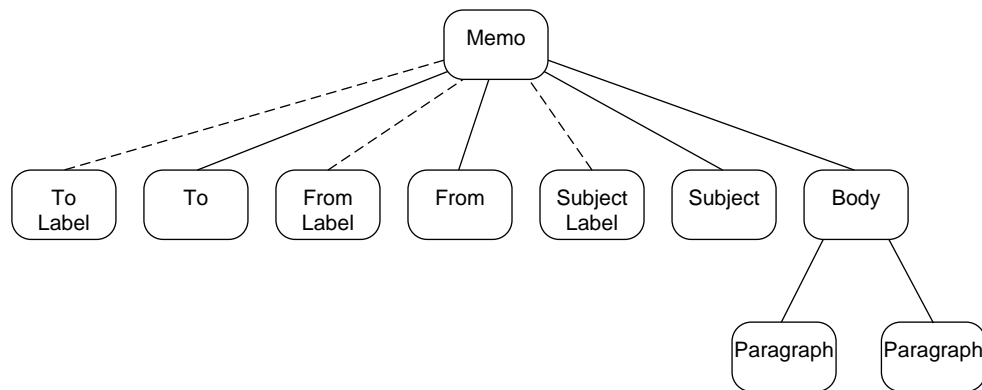 Memo
To
Label
To
From
Label
From
Subject
Label
Subject
Body
Paragraph
Paragraph